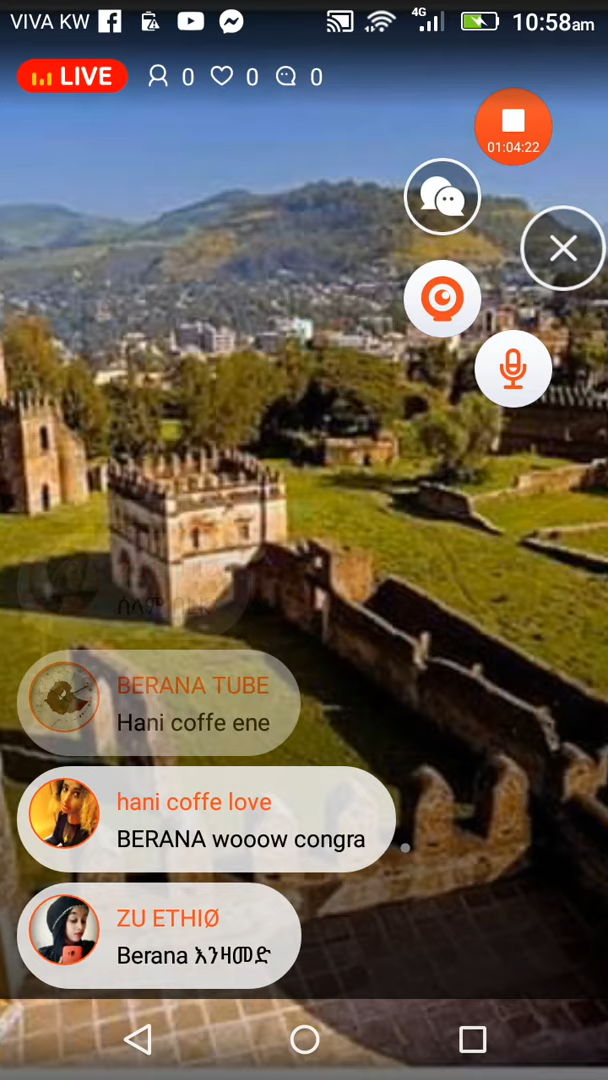 VIVA KW
4G
10:58am
LIVE
0
0
0
01:04:22
BERANA TUBE
Hani coffe ene
hani coffe love
BERANA wooow congra
ZU ETHIØ
Berana እንዛመድ